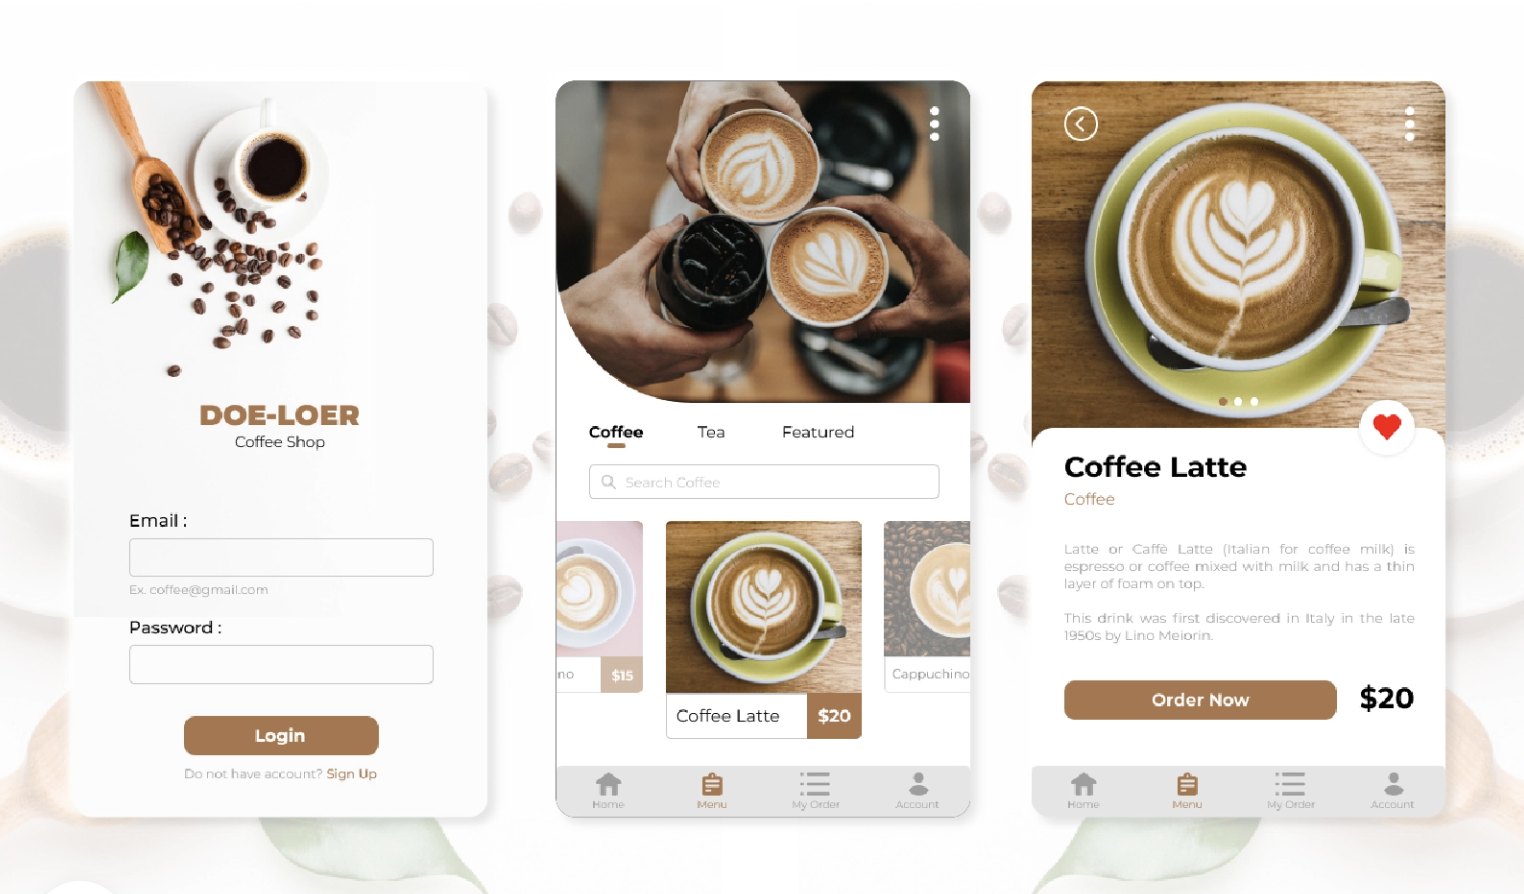 DOE-LOER
Coffee Shop
Email :
Ex. coffee@gmail.com
Password :
Login
Do not have account? Sign Up
Coffee Tea Featured
Search Coffee
no $15
Coffee Latte $20
Cappuchino
Home Menu My Order Account
Coffee Latte
Coffee
Latte or Caffè Latte (Italian for coffee milk) is
espresso or coffee mixed with milk and has a thin
layer of foam on top.
This drink was first discovered in Italy in the late
1950s by Lino Meiorin.
Order Now $20
Home Menu My Order Account